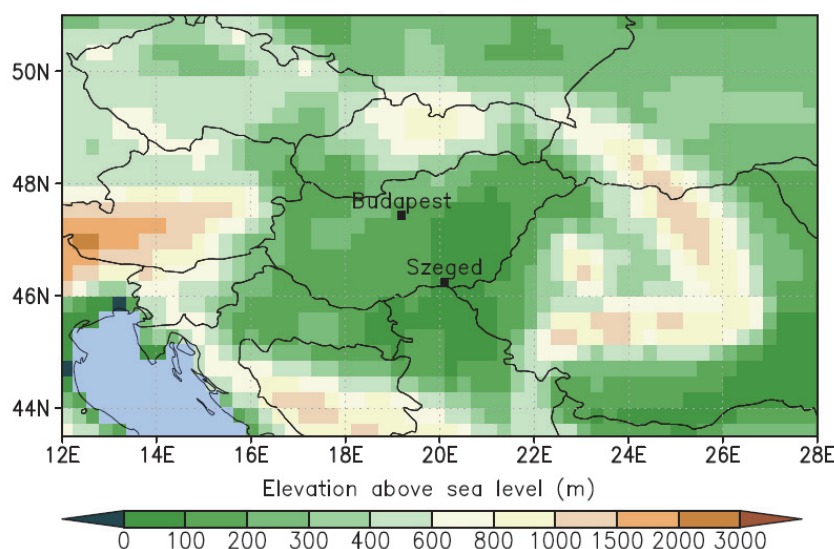 50N
48N
Budapest
Szeged
46N
44N
12E 14E 16E 18E 20E 22E 24E 26E 28E
Elevation above sea level (m)
0 100 200 300 400 600 800 1000 1500 2000 3000